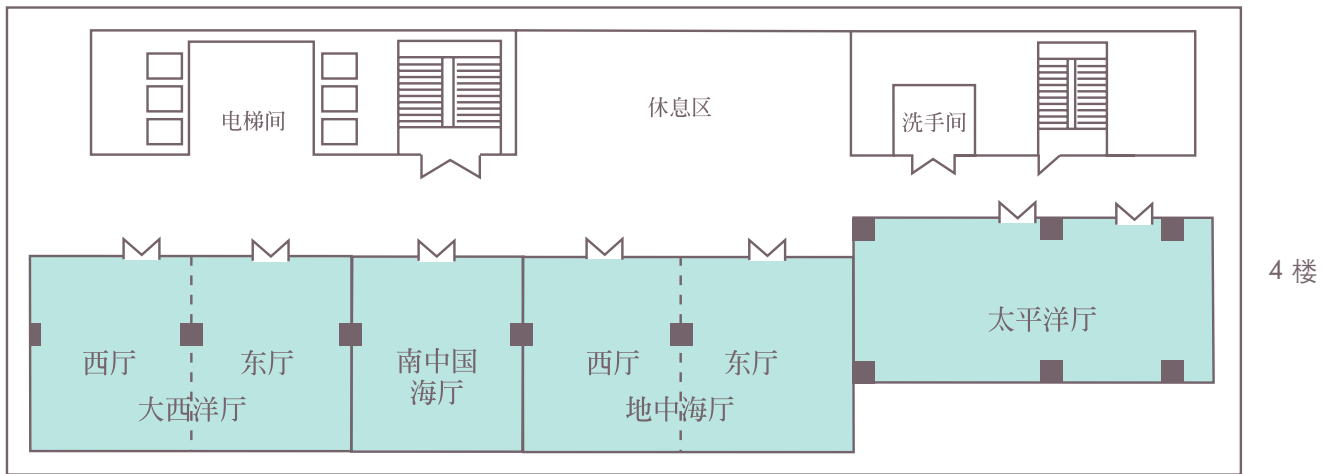 电梯间
休息区
洗手间
4 楼
太平洋厅
西厅
东厅
大西洋厅
南中国
海厅
西厅
东厅
地中海厅